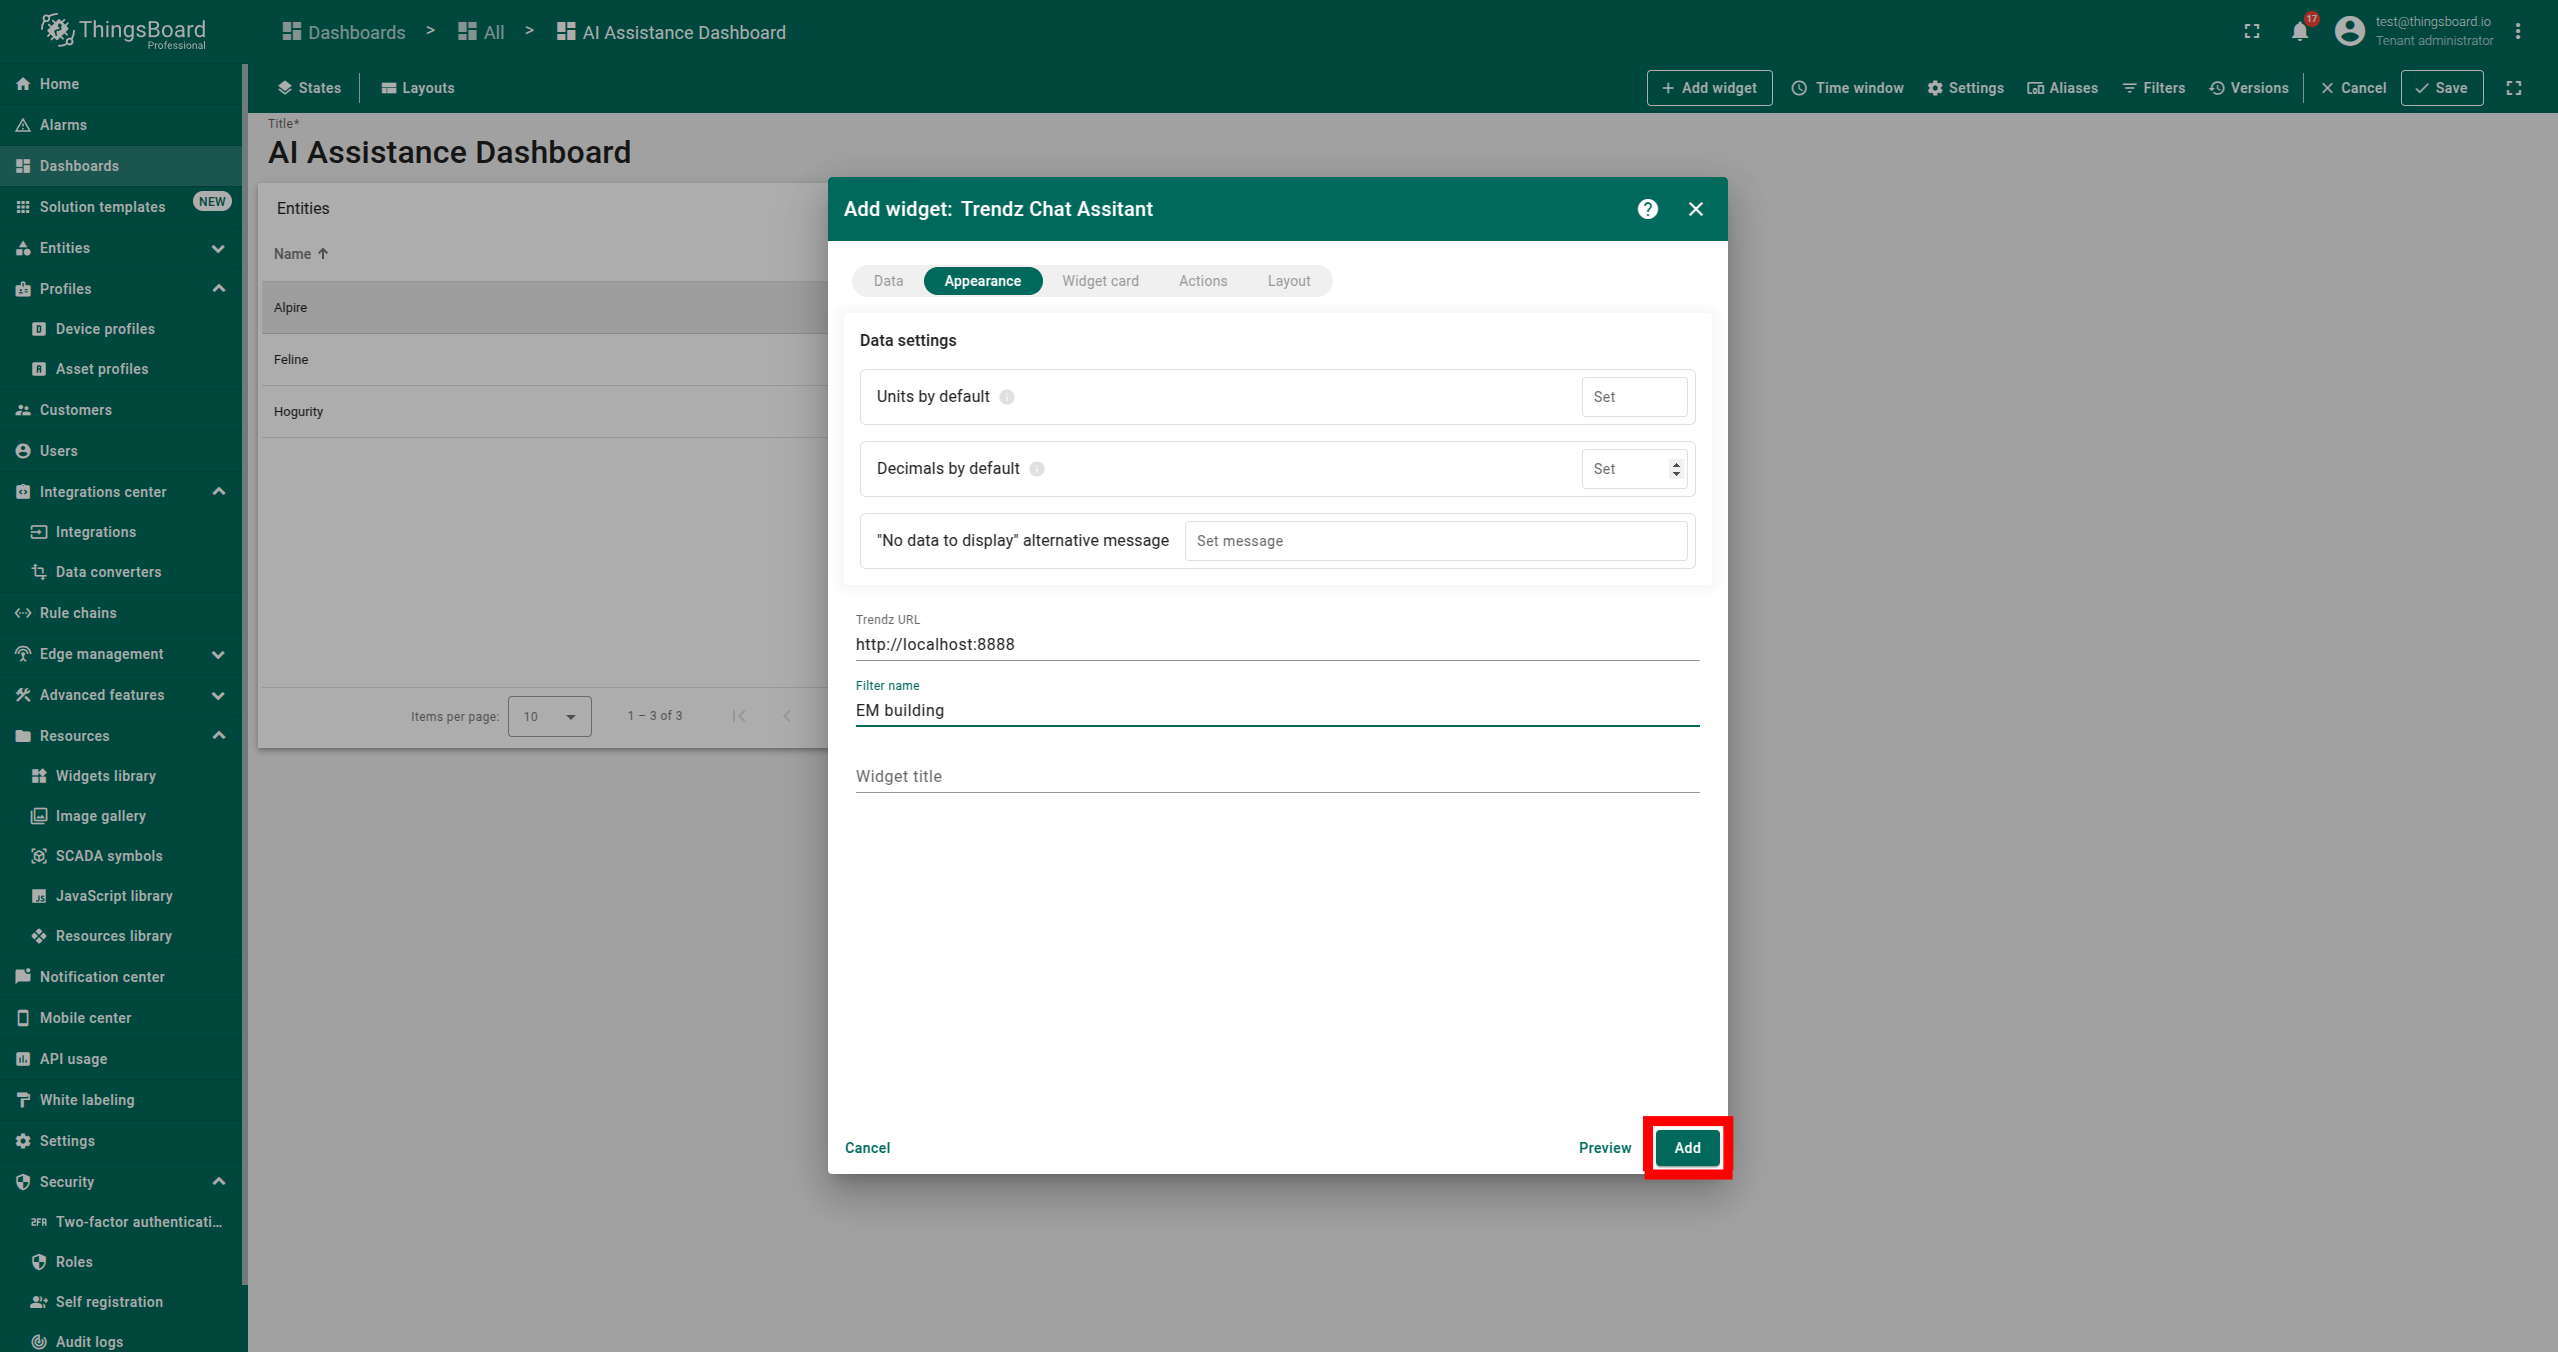 ThingsBoard
Professional
Dashboards > All > AI Assistance Dashboard
17
test@thingsboard.io
Tenant administrator
Home
Alarms
Dashboards
Solution templates NEW
Entities
Profiles
Device profiles
Asset profiles
Customers
Users
Integrations center
Integrations
Data converters
Rule chains
Edge management
Advanced features
Resources
Widgets library
Image gallery
SCADA symbols
JavaScript library
Resources library
Notification center
Mobile center
API usage
White labeling
Settings
Security
2FA Two-factor authenticati...
Roles
Self registration
Audit logs
States
Layouts
+ Add widget
Time window
Settings
Aliases
Filters
Versions
Cancel
Save
Title*
AI Assistance Dashboard
Entities
Name
Alpire
Feline
Hogurity
Items per page: 10 1 – 3 of 3
Add widget: Trendz Chat Assitant
Data Appearance Widget card Actions Layout
Data settings
Units by default Set
Decimals by default Set
"No data to display" alternative message Set message
Trendz URL
http://localhost:8888
Filter name
EM building
Widget title
Cancel Preview Add